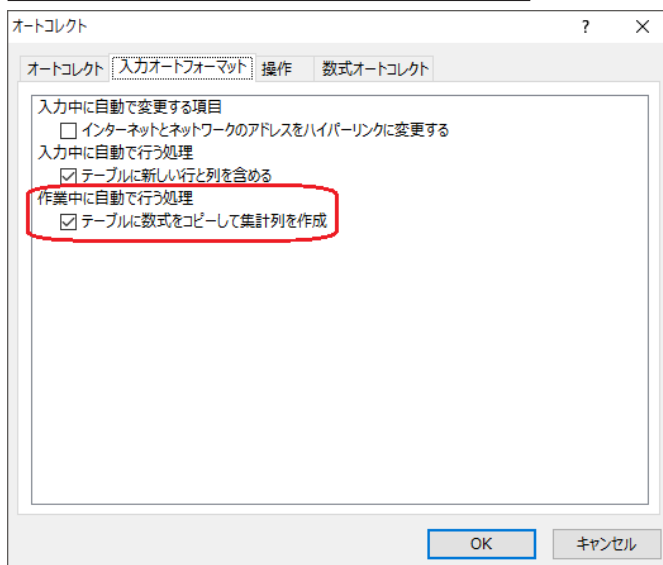 オートコレクト ? ×
オートコレクト 入力オートフォーマット 操作 数式オートコレクト
入力中に自動で変更する項目
インターネットとネットワークのアドレスをハイパーリンクに変更する
入力中に自動で行う処理
テーブルに新しい行と列を含める
作業中に自動で行う処理
テーブルに数式をコピーして集計列を作成
OK キャンセル